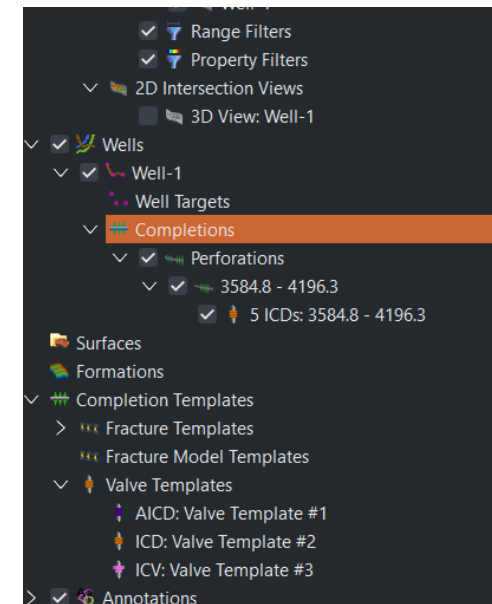 Well-1
Range Filters
Property Filters
2D Intersection Views
3D View: Well-1
Wells
Well-1
Well Targets
Completions
Perforations
3584.8 - 4196.3
5 ICDs: 3584.8 - 4196.3
Surfaces
Formations
Completion Templates
Fracture Templates
Fracture Model Templates
Valve Templates
AICD: Valve Template #1
ICD: Valve Template #2
ICV: Valve Template #3
Annotations